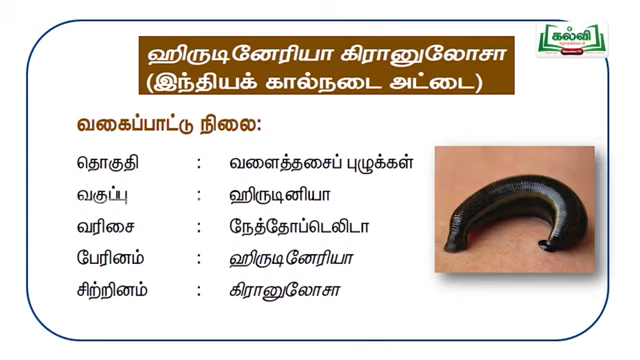 கல்வி
ஹிருடினேரியா கிரானுலோசா
(இந்தியக் கால்நடை அட்டை)
வகைப்பாட்டு நிலை:
தொகுதி : வளைத்தசைப் புழுக்கள்
வகுப்பு : ஹிருடினியா
வரிசை : நேத்தோப்டெலிடா
பேரினம் : ஹிருடினேரியா
சிற்றினம் : கிரானுலோசா